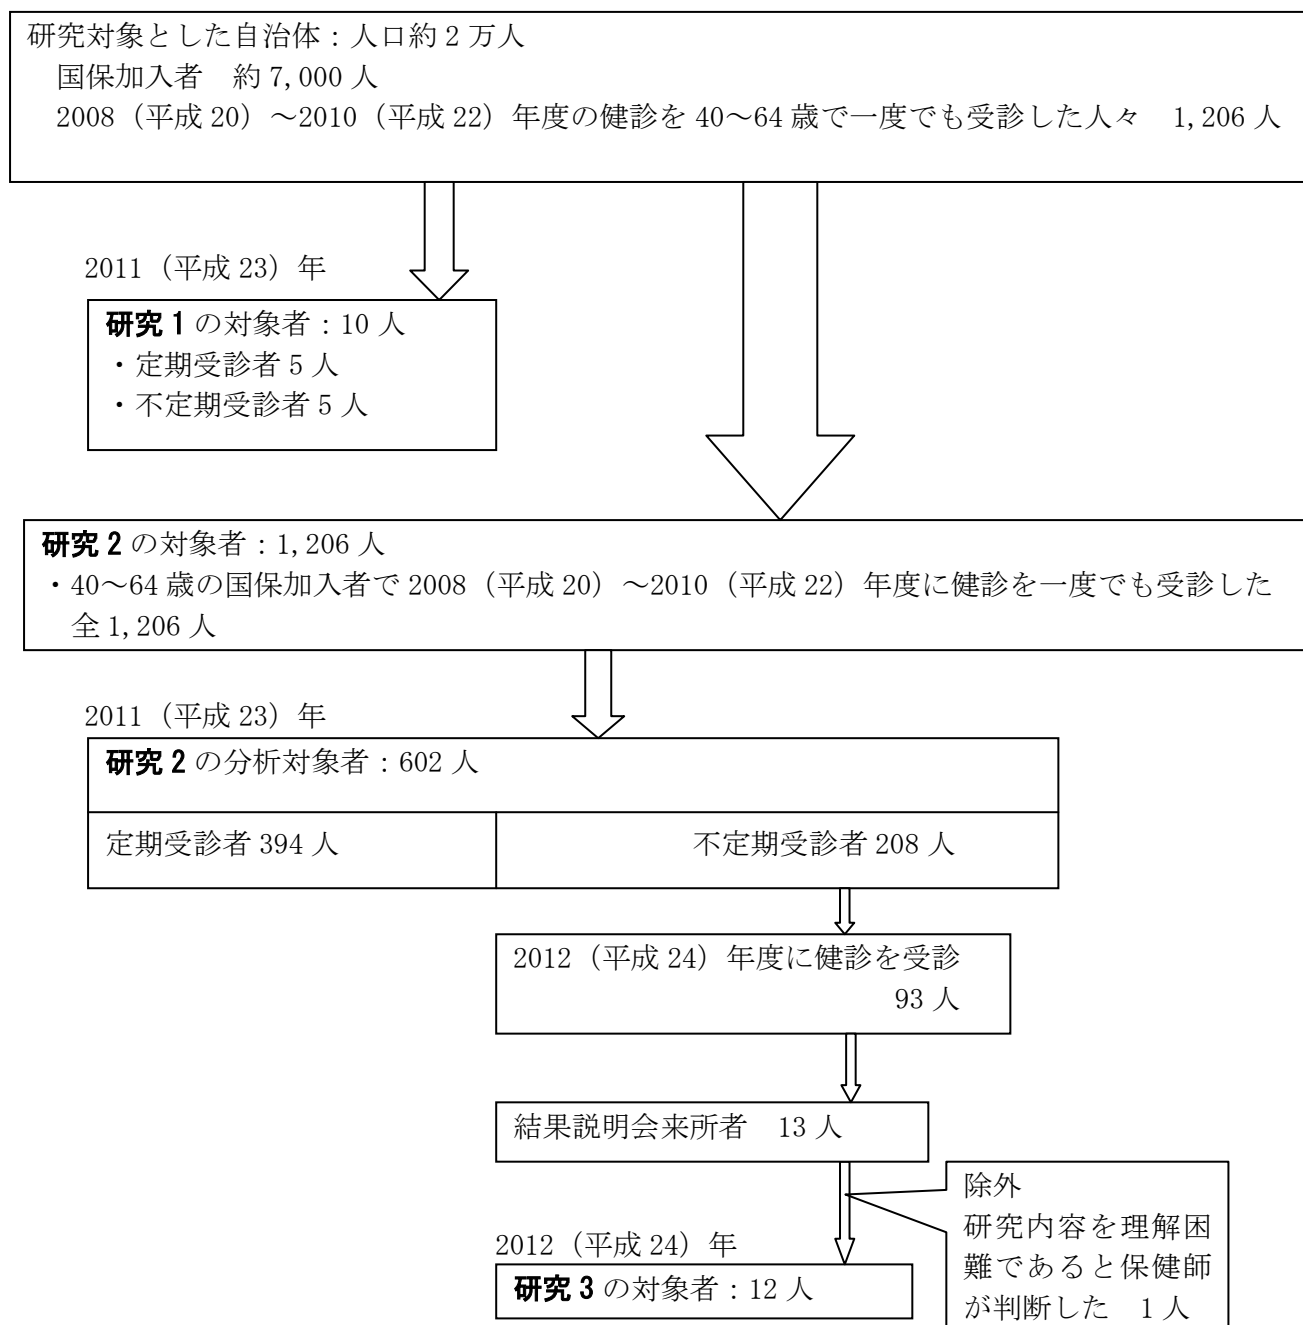 研究対象とした自治体：人口約2万人
国保加入者　約7,000人
2008（平成20）～2010（平成22）年度の健診を40～64歳で一度でも受診した人々　1,206人
2011（平成23）年
研究1の対象者：10人
・定期受診者5人
・不定期受診者5人
研究2の対象者：1,206人
・40～64歳の国保加入者で2008（平成20）～2010（平成22）年度に健診を一度でも受診した
全1,206人
2011（平成23）年
研究2の分析対象者：602人
定期受診者394人
不定期受診者208人
2012（平成24）年度に健診を受診
93人
結果説明会来所者　13人
除外
研究内容を理解困
難であると保健師
が判断した　1人
2012（平成24）年
研究3の対象者：12人